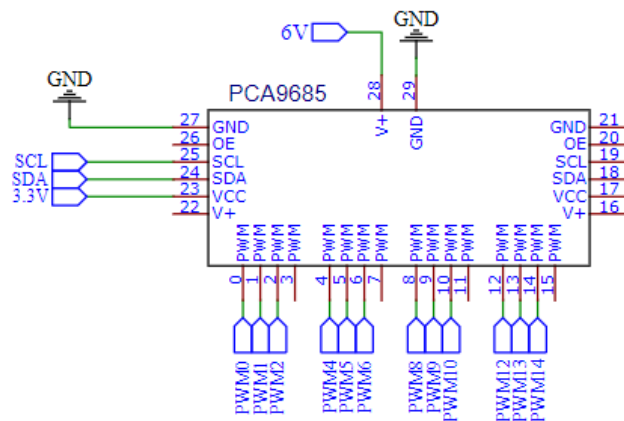 6V
GND
GND
PCA9685
28
29
V+
GND
27
GND
GND
21
26
OE
OE
20
SCL
25
SCL
SCL
19
SDA
24
SDA
SDA
18
3.3V
23
VCC
VCC
17
22
V+
V+
16
PWM PWM PWM PWM PWM PWM PWM PWM PWM PWM PWM PWM PWM PWM PWM PWM
0 1 2 3 4 5 6 7 8 9 10 11 12 13 14 15
PWM0 PWM1 PWM2 PWM4 PWM5 PWM6 PWM8 PWM9 PWM10 PWM12 PWM13 PWM14